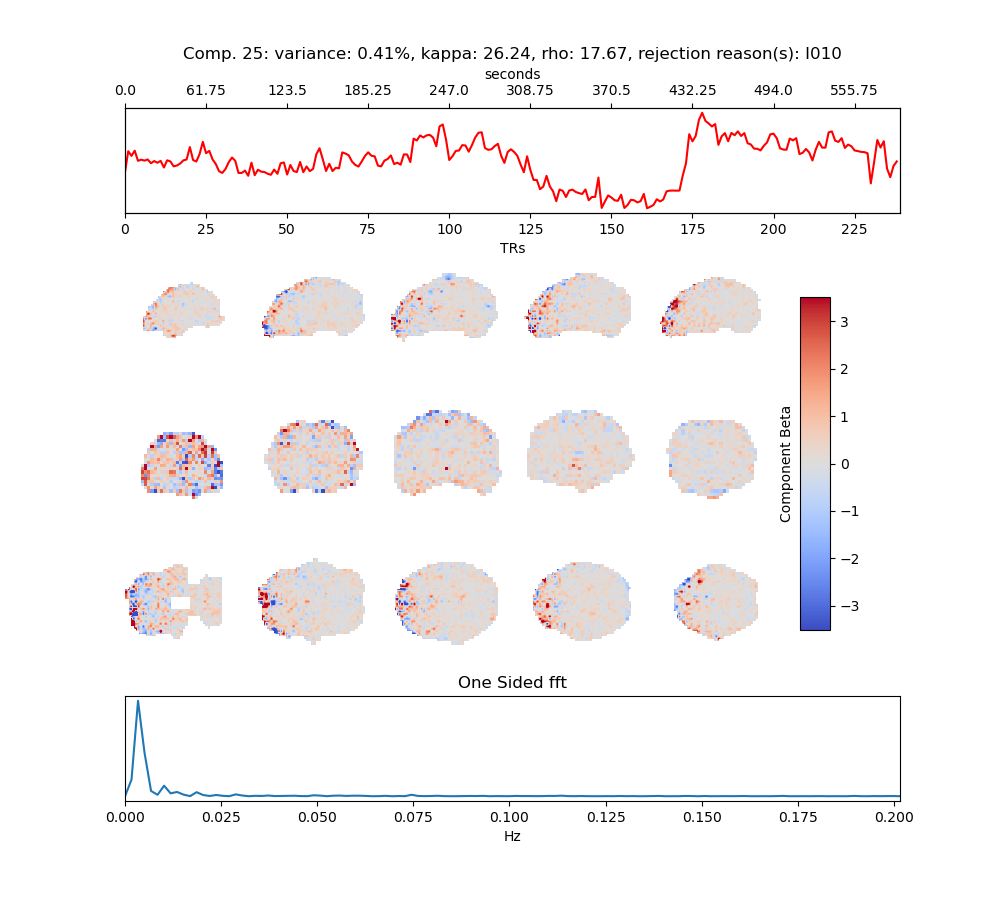 Comp. 25: variance: 0.41%, kappa: 26.24, rho: 17.67, rejection reason(s): I010
seconds
0.0 61.75 123.5 185.25 247.0 308.75 370.5 432.25 494.0 555.75
0 25 50 75 100 125 150 175 200 225
TRs
3
2
1
0
−1
−2
−3
Component Beta
One Sided fft
0.000 0.025 0.050 0.075 0.100 0.125 0.150 0.175 0.200
Hz